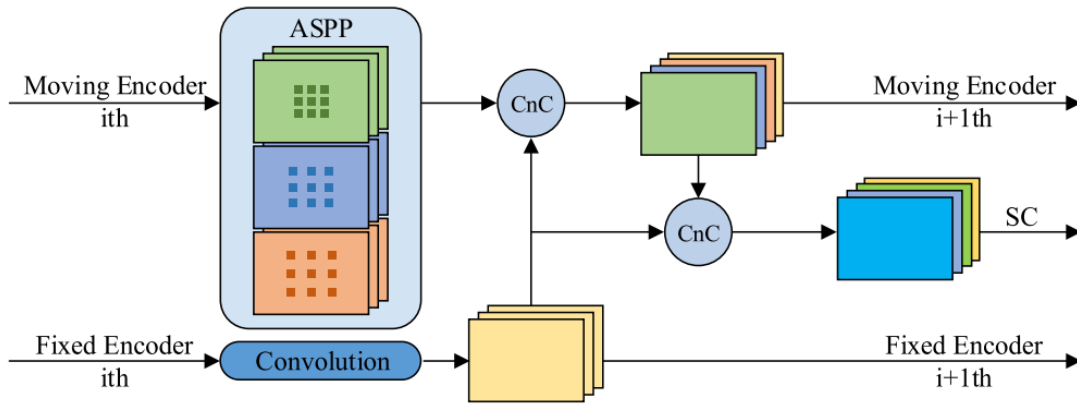 ASPP
Moving Encoder
ith
CnC
Moving Encoder
i+1th
CnC
SC
Fixed Encoder
ith
Convolution
Fixed Encoder
i+1th